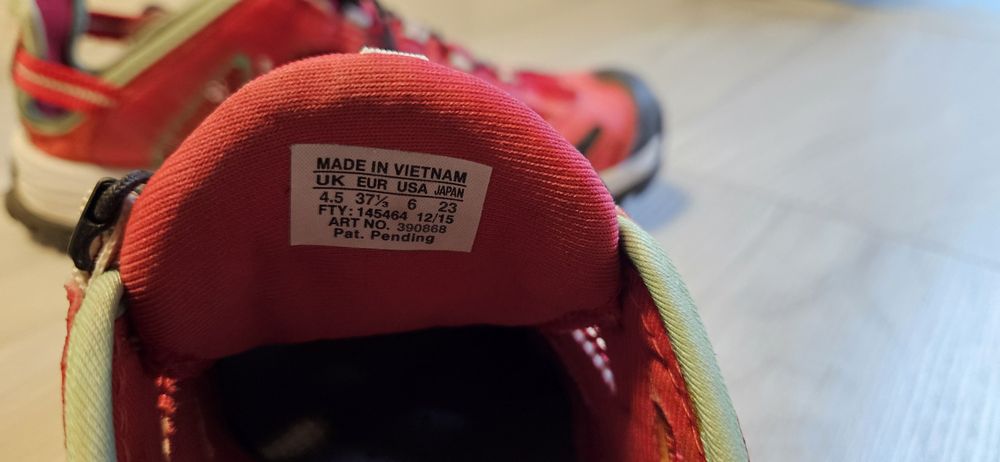 MADE IN VIETNAM
UK EUR USA JAPAN
4.5 37⅓ 6 23
FTY: 145464 12/15
ART NO. 390868
Pat. Pending